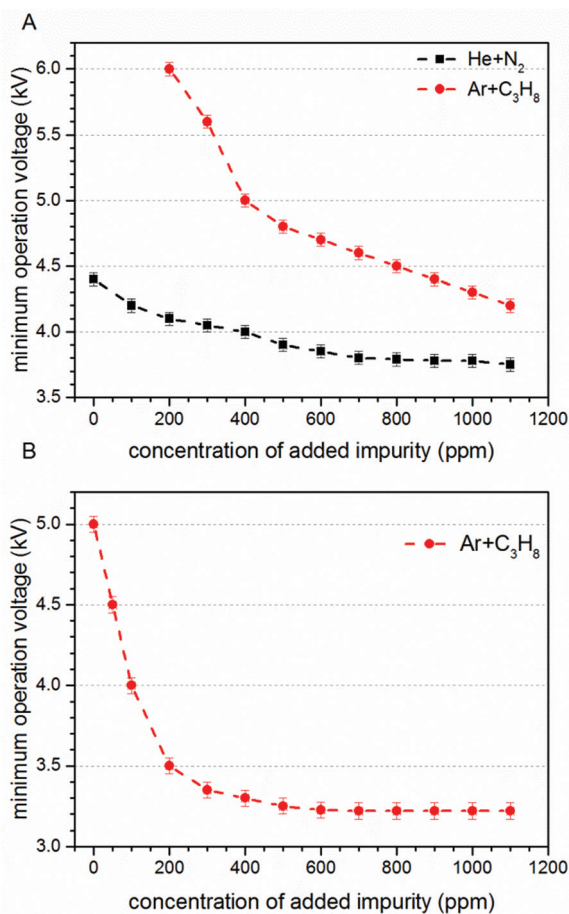 A
He+N₂
Ar+C₃H₈
6.0
5.5
5.0
4.5
4.0
3.5
minimum operation voltage (kV)
0 200 400 600 800 1000 1200
concentration of added impurity (ppm)
B
Ar+C₃H₈
5.0
4.5
4.0
3.5
3.0
minimum operation voltage (kV)
0 200 400 600 800 1000 1200
concentration of added impurity (ppm)